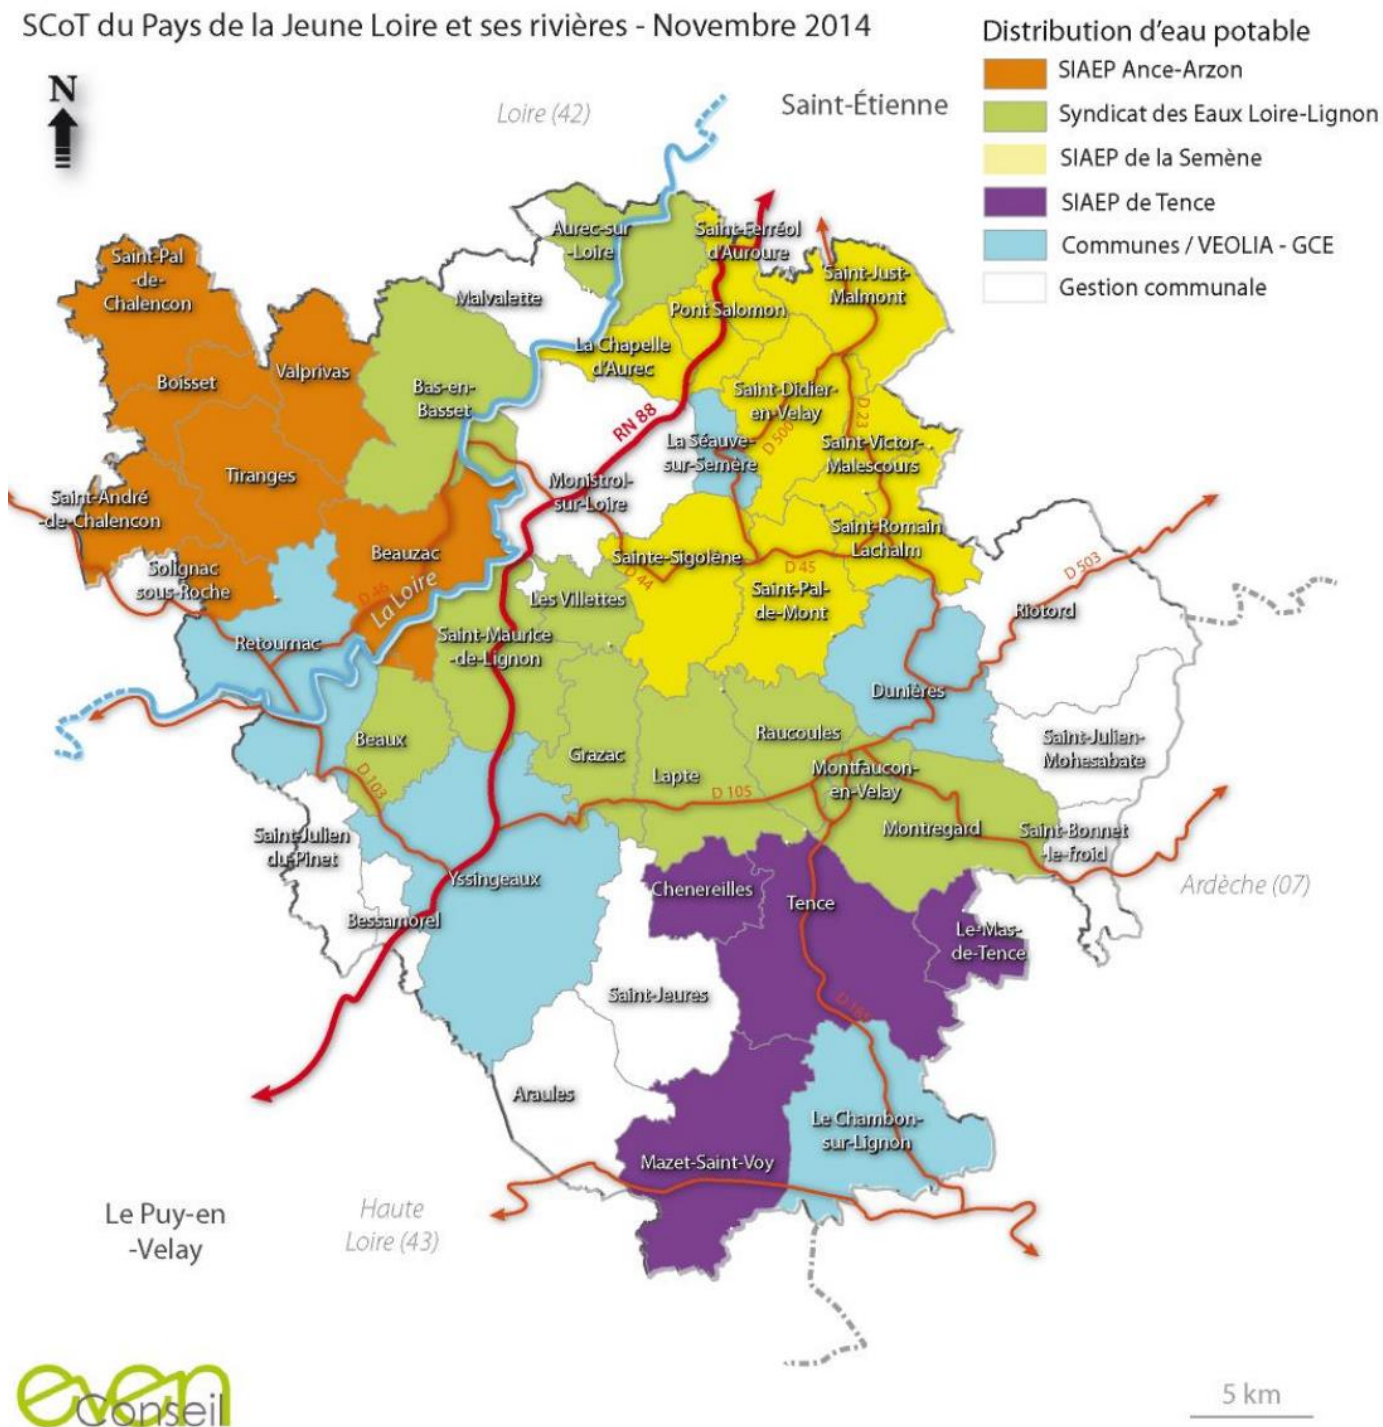 SCoT du Pays de la Jeune Loire et ses rivières - Novembre 2014
Distribution d'eau potable
SIAEP Ance-Arzon
Syndicat des Eaux Loire-Lignon
SIAEP de la Semène
SIAEP de Tence
Communes / VEOLIA - GCE
Gestion communale
N
Loire (42)
Saint-Étienne
Aurec-sur
-Loire
Saint-Ferréol
d'Auroure
Saint-Pal
-de-
Chalencon
Saint-Just-
Malmont
Malvalette
Pont Salomon
La Chapelle
d'Aurec
Boisset
Valprivas
Bas-en-
Basset
Saint-Didier-
en-Velay
RN 88
D 23
D 500
La Séauve-
sur-Semère
Saint-Victor-
Malescours
Tiranges
Monistrol-
sur-Loire
Saint-André
-de-Chalencon
Saint-Romain
Lachalm
Beauzac
Sainte-Sigolène
Solignac
sous-Roche
D 44
D 45
D 503
Saint-Pal-
de-Mont
Les Villettes
Riotord
La Loire
Retournac
Saint-Maurice
-de-Lignon
Dunières
Beaux
Grazac
Raucoules
Saint-Julien-
Mohesabate
Lapte
Montfaucon-
en-Velay
D 103
D 105
Saint-Julien
du-Pinet
Montregard
Saint-Bonnet
-le-froid
Yssingeaux
Chenereilles
Ardèche (07)
Tence
Bessamorel
Le-Mas-
de-Tence
Saint-Jeures
Araules
Le Chambon-
sur-Lignon
Mazet-Saint-Voy
Le Puy-en
-Velay
Haute
Loire (43)
even
Conseil
5 km